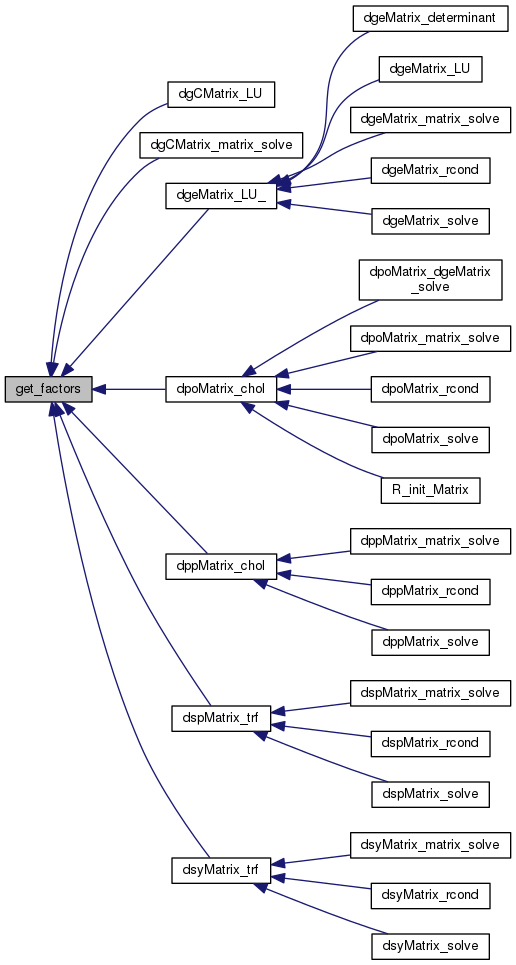 dgeMatrix_determinant
dgeMatrix_LU
dgCMatrix_LU
dgeMatrix_matrix_solve
dgCMatrix_matrix_solve
dgeMatrix_rcond
dgeMatrix_LU_
dgeMatrix_solve
dpoMatrix_dgeMatrix
_solve
dpoMatrix_matrix_solve
get_factors
dpoMatrix_chol
dpoMatrix_rcond
dpoMatrix_solve
R_init_Matrix
dppMatrix_matrix_solve
dppMatrix_chol
dppMatrix_rcond
dppMatrix_solve
dspMatrix_matrix_solve
dspMatrix_trf
dspMatrix_rcond
dspMatrix_solve
dsyMatrix_matrix_solve
dsyMatrix_trf
dsyMatrix_rcond
dsyMatrix_solve